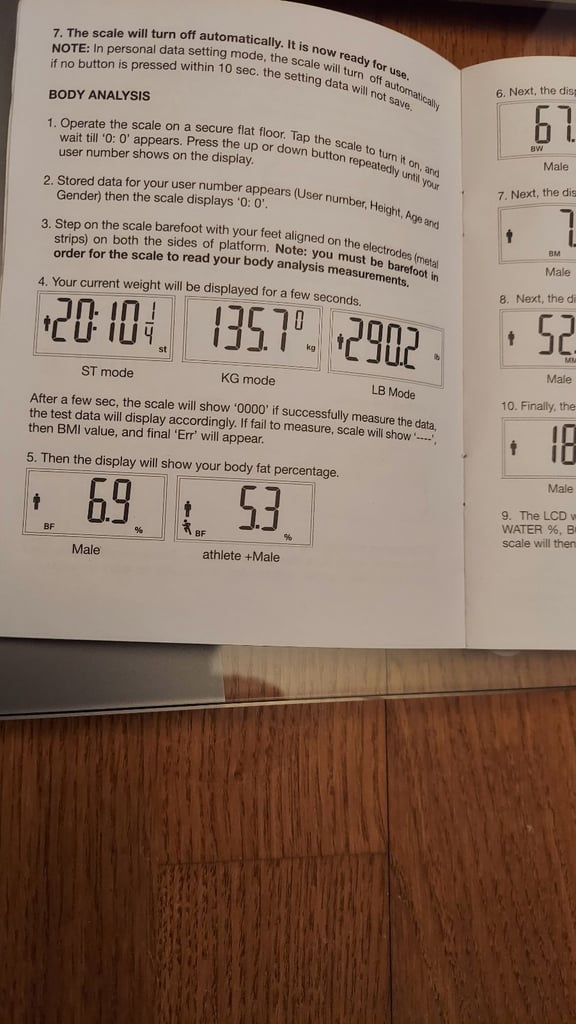 7. The scale will turn off automatically. It is now ready for use.
NOTE: In personal data setting mode, the scale will turn off automatically
if no button is pressed within 10 sec. the setting data will not save.
BODY ANALYSIS
1. Operate the scale on a secure flat floor. Tap the scale to turn it on, and
wait till ‘0: 0’ appears. Press the up or down button repeatedly until your
user number shows on the display.
2. Stored data for your user number appears (User number, Height, Age and
Gender) then the scale displays ‘0: 0’.
3. Step on the scale barefoot with your feet aligned on the electrodes (metal
strips) on both the sides of platform. Note: you must be barefoot in
order for the scale to read your body analysis measurements.
4. Your current weight will be displayed for a few seconds.
20:10 1/4 st
135.7 0 kg
290.2 lb
ST mode
KG mode
LB Mode
After a few sec, the scale will show ‘0000’ if successfully measure the data,
the test data will display accordingly. If fail to measure, scale will show ‘----’,
then BMI value, and final ‘Err’ will appear.
5. Then the display will show your body fat percentage.
BF 6.9 %
BF 5.3 %
Male
athlete +Male
6. Next, the
67.
BW
Male
7. Next, the
BM
Male
8. Next, the
52.
MM
Male
10. Finally, the
18
Male
9. The LCD
WATER %,
scale will then